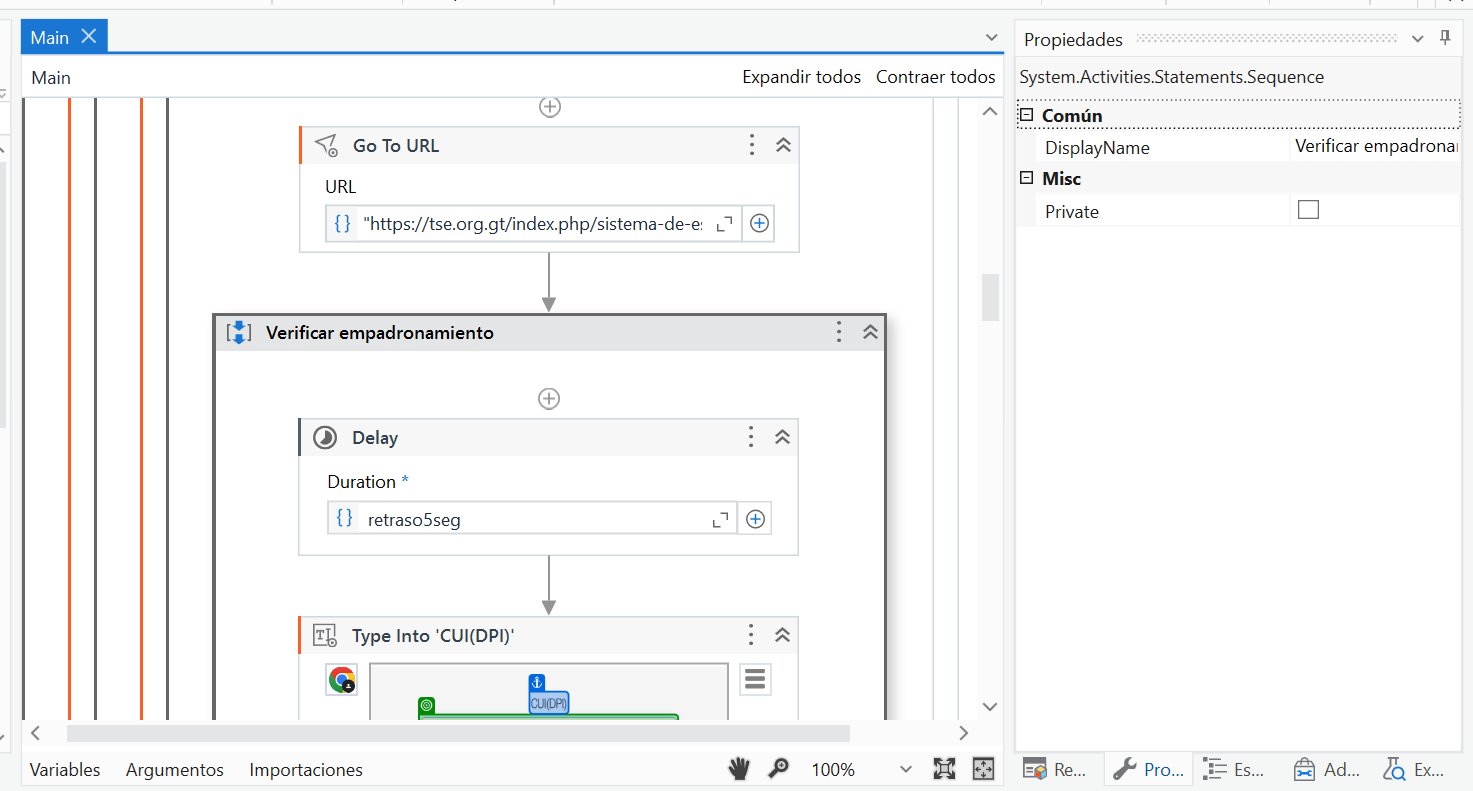 Main
Propiedades
Main
Expandir todos
Contraer todos
System.Activities.Statements.Sequence
Común
DisplayName
Verificar empadronai
Misc
Private
Go To URL
URL
{} "https://tse.org.gt/index.php/sistema-de-es
Verificar empadronamiento
Delay
Duration *
{} retraso5seg
Type Into 'CUI(DPI)'
CUI(DPI)
Variables
Argumentos
Importaciones
100%
Re...
Pro...
Es...
Ad...
Ex...